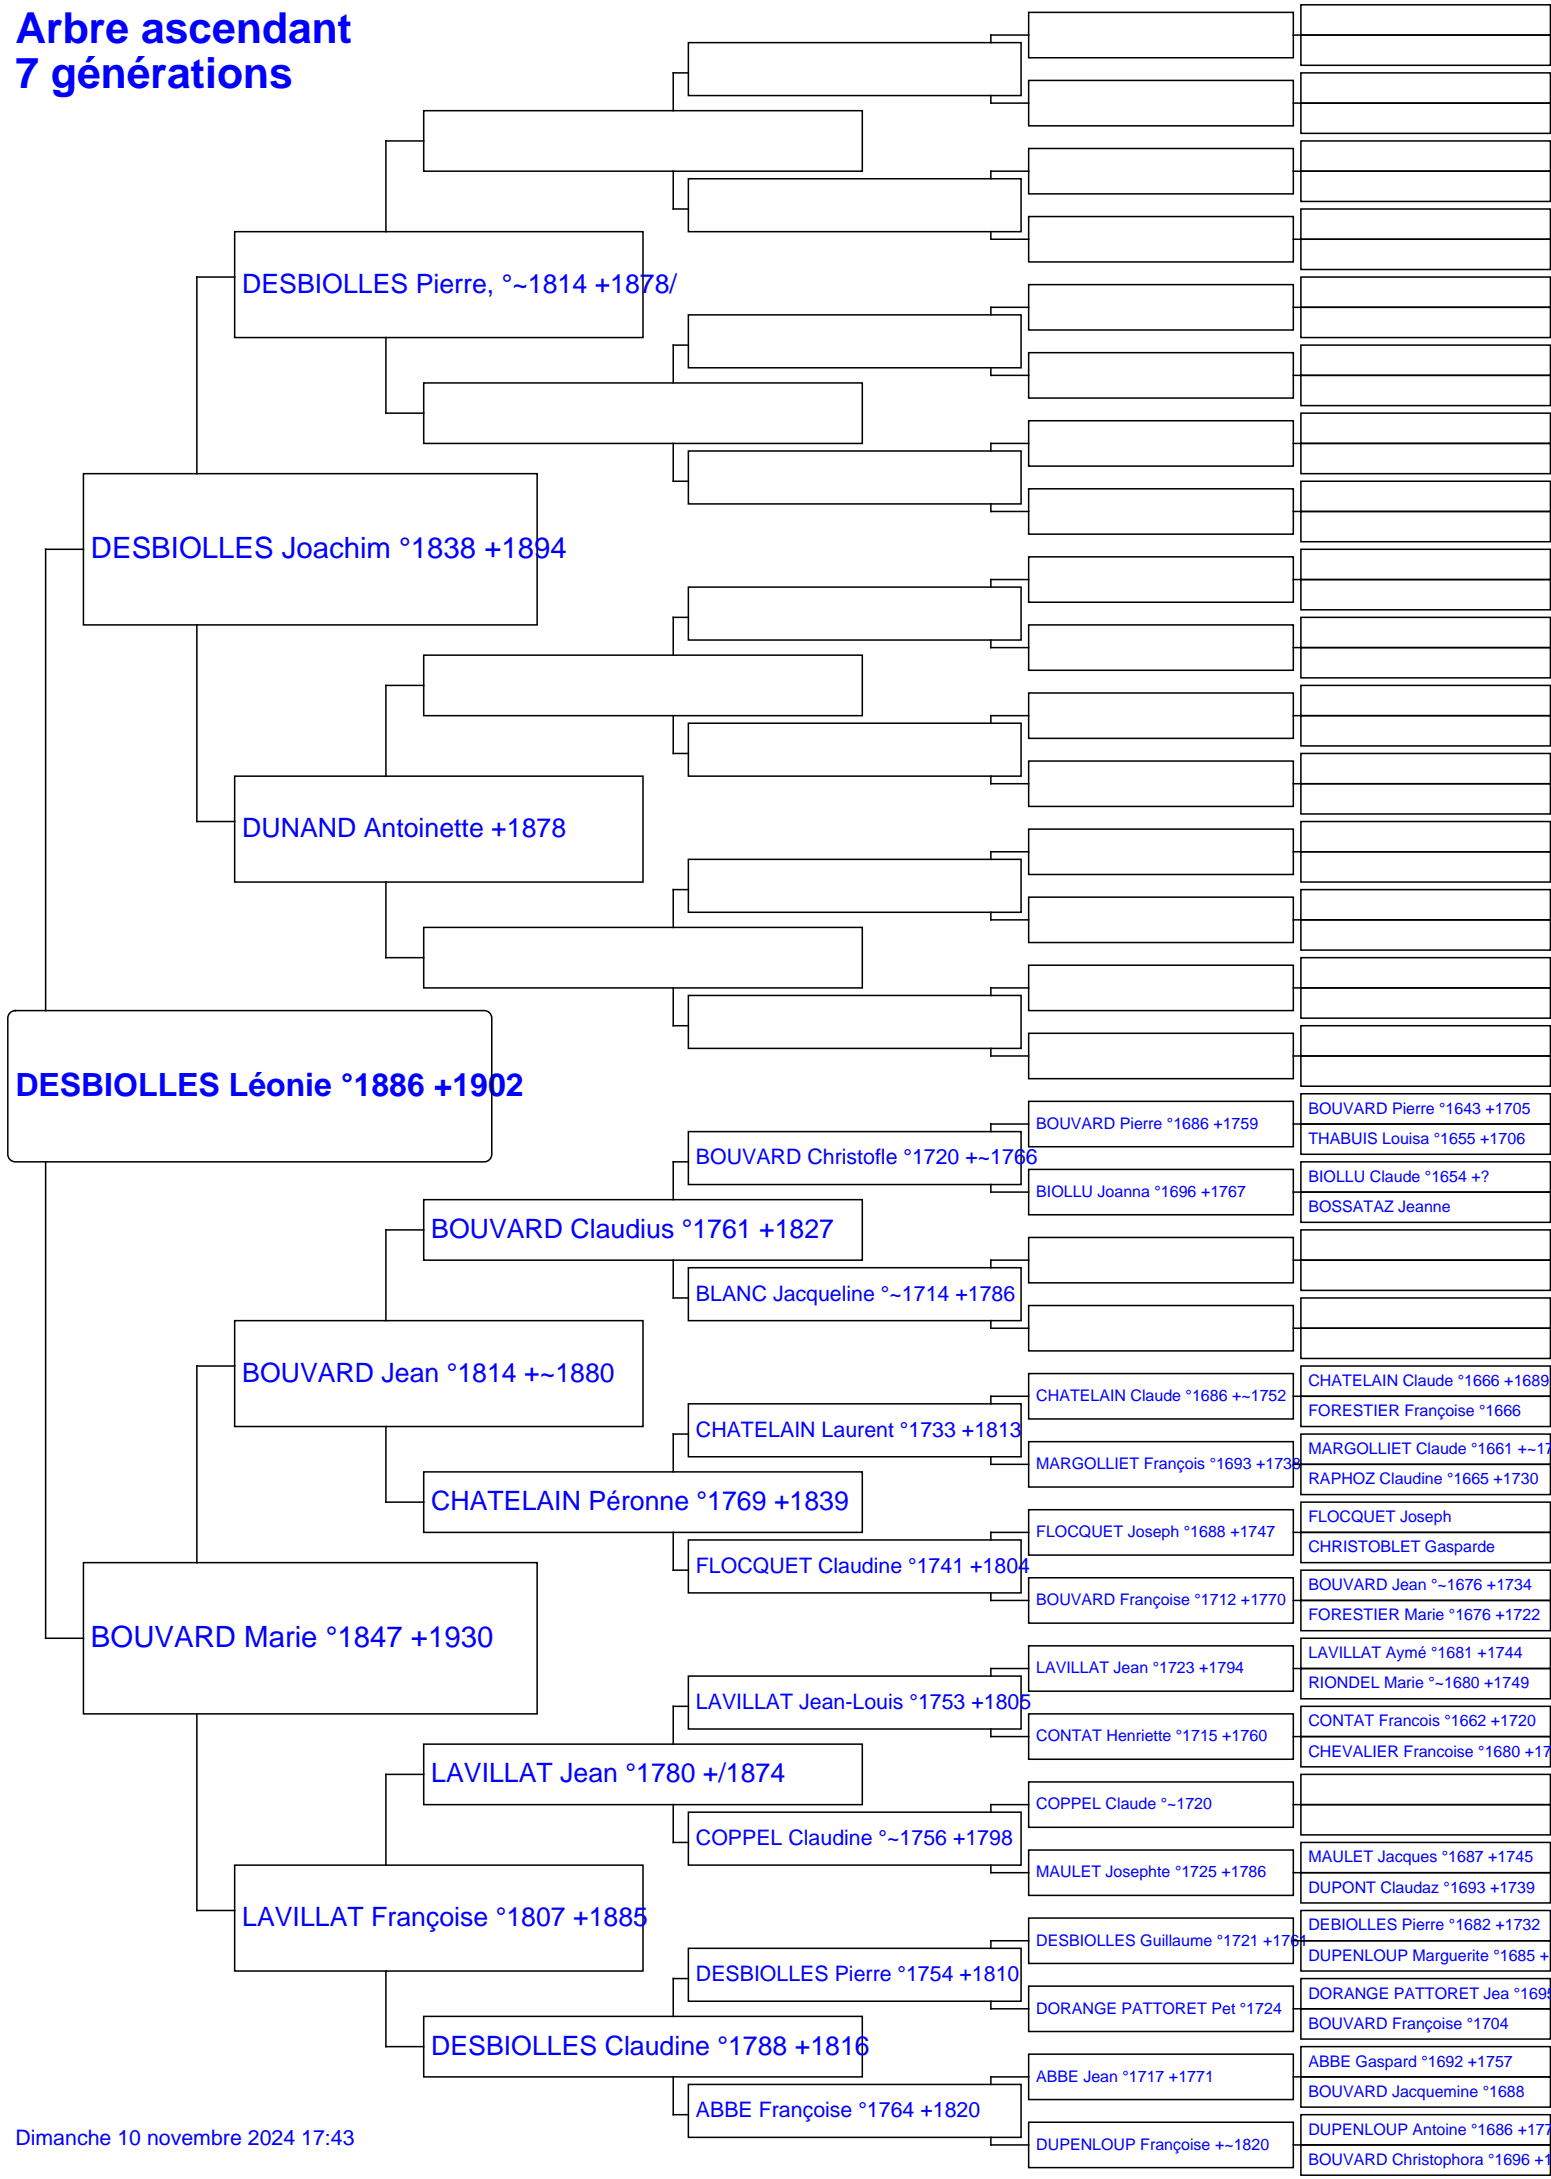 Arbre ascendant
7 générations
DESBIOLLES Pierre, °~1814 +1878/
DESBIOLLES Joachim °1838 +1894
DUNAND Antoinette +1878
DESBIOLLES Léonie °1886 +1902
BOUVARD Pierre °1643 +1705
BOUVARD Pierre °1686 +1759
THABUIS Louisa °1655 +1706
BOUVARD Christofle °1720 +~1766
BIOLLU Claude °1654 +?
BIOLLU Joanna °1696 +1767
BOSSATAZ Jeanne
BOUVARD Claudius °1761 +1827
BLANC Jacqueline °~1714 +1786
BOUVARD Jean °1814 +~1880
CHATELAIN Claude °1666 +1689
CHATELAIN Claude °1686 +~1752
FORESTIER Françoise °1666
CHATELAIN Laurent °1733 +1813
MARGOLLIET Claude °1661 +~17
MARGOLLIET François °1693 +1738
RAPHOZ Claudine °1665 +1730
CHATELAIN Péronne °1769 +1839
FLOCQUET Joseph
FLOCQUET Joseph °1688 +1747
CHRISTOBLET Gasparde
FLOCQUET Claudine °1741 +1804
BOUVARD Jean °~1676 +1734
BOUVARD Françoise °1712 +1770
FORESTIER Marie °1676 +1722
BOUVARD Marie °1847 +1930
LAVILLAT Aymé °1681 +1744
LAVILLAT Jean °1723 +1794
RIONDEL Marie °~1680 +1749
LAVILLAT Jean-Louis °1753 +1805
CONTAT Francois °1662 +1720
CONTAT Henriette °1715 +1760
CHEVALIER Francoise °1680 +17
LAVILLAT Jean °1780 +/1874
COPPEL Claude °~1720
COPPEL Claudine °~1756 +1798
MAULET Jacques °1687 +1745
MAULET Josephte °1725 +1786
DUPONT Claudaz °1693 +1739
LAVILLAT Françoise °1807 +1885
DEBIOLLES Pierre °1682 +1732
DESBIOLLES Guillaume °1721 +1761
DUPENLOUP Marguerite °1685 +
DESBIOLLES Pierre °1754 +1810
DORANGE PATTORET Jea °1695
DORANGE PATTORET Pet °1724
BOUVARD Françoise °1704
DESBIOLLES Claudine °1788 +1816
ABBE Gaspard °1692 +1757
ABBE Jean °1717 +1771
BOUVARD Jacquemine °1688
ABBE Françoise °1764 +1820
DUPENLOUP Antoine °1686 +177
DUPENLOUP Françoise +~1820
BOUVARD Christophora °1696 +1
Dimanche 10 novembre 2024 17:43